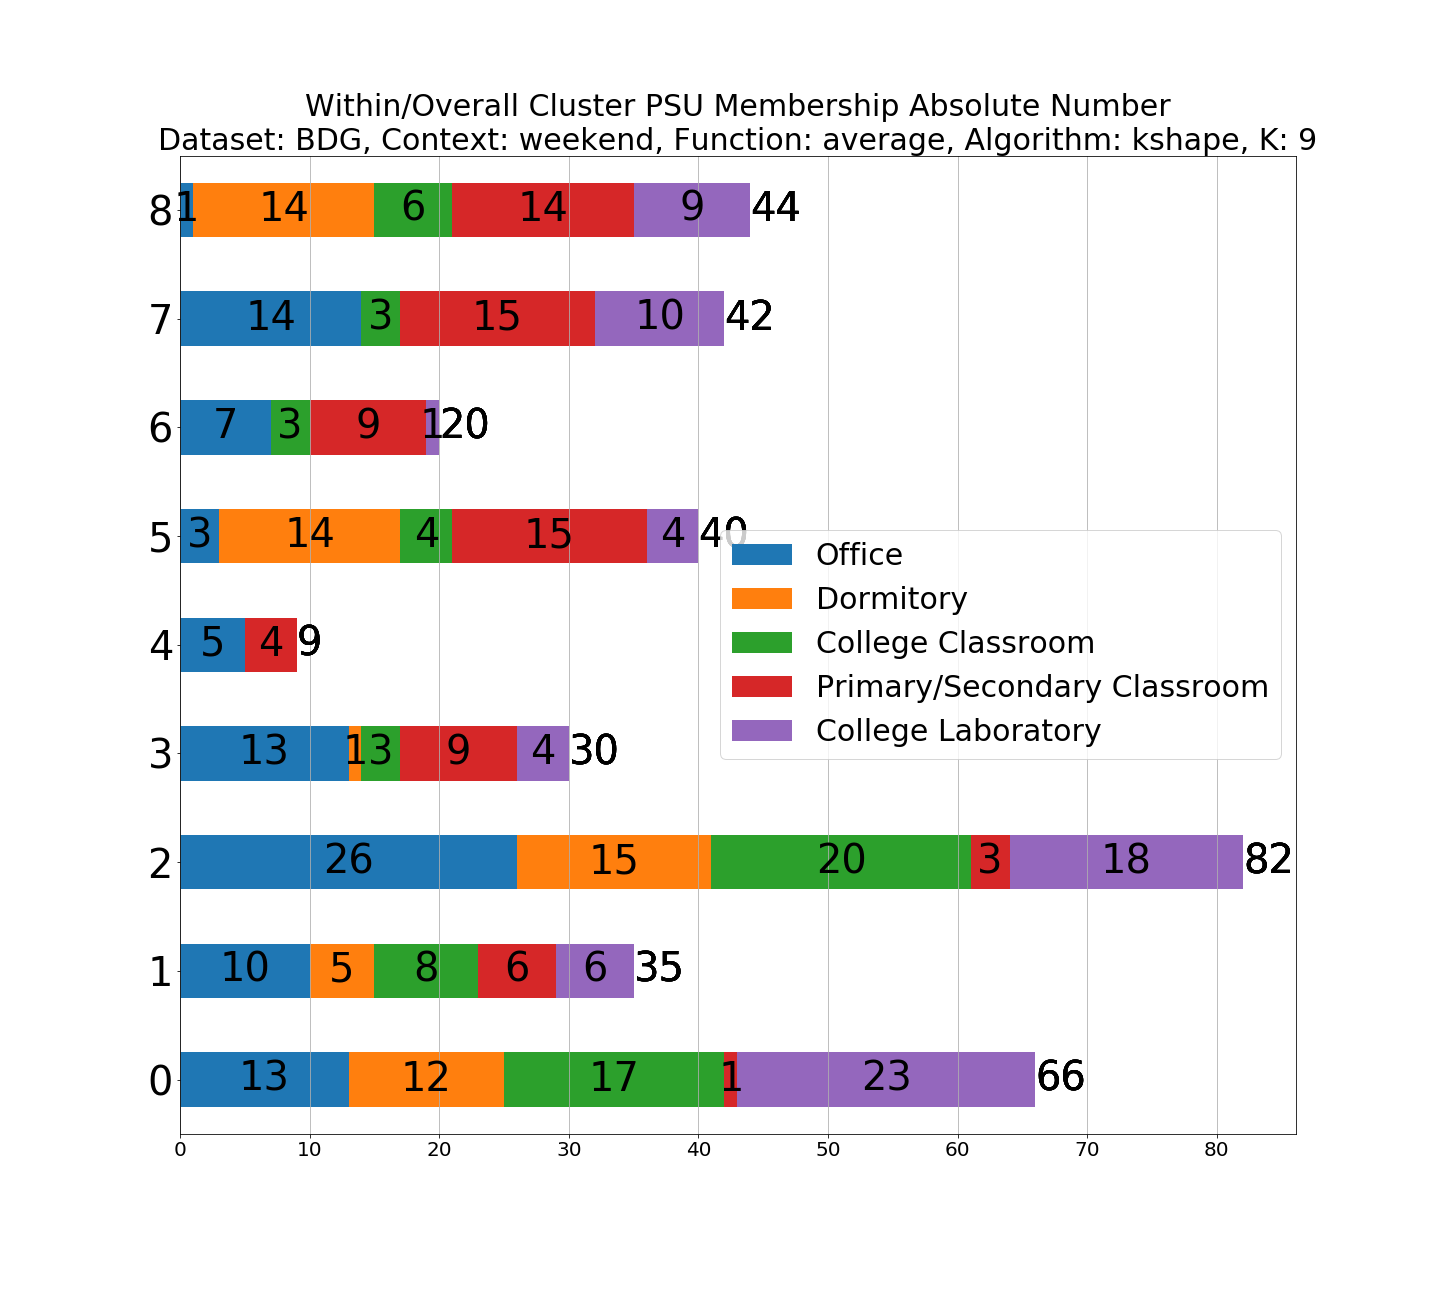 Within/Overall Cluster PSU Membership Absolute Number
Dataset: BDG, Context: weekend, Function: average, Algorithm: kshape, K: 9
8 1 14 6 14 9 44
7 14 3 15 10 42
6 7 3 9 1 20
5 3 14 4 15 4 40
Office
Dormitory
College Classroom
Primary/Secondary Classroom
College Laboratory
4 5 4 9
3 13 1 3 9 4 30
2 26 15 20 3 18 82
1 10 5 8 6 6 35
0 13 12 17 1 23 66
0 10 20 30 40 50 60 70 80